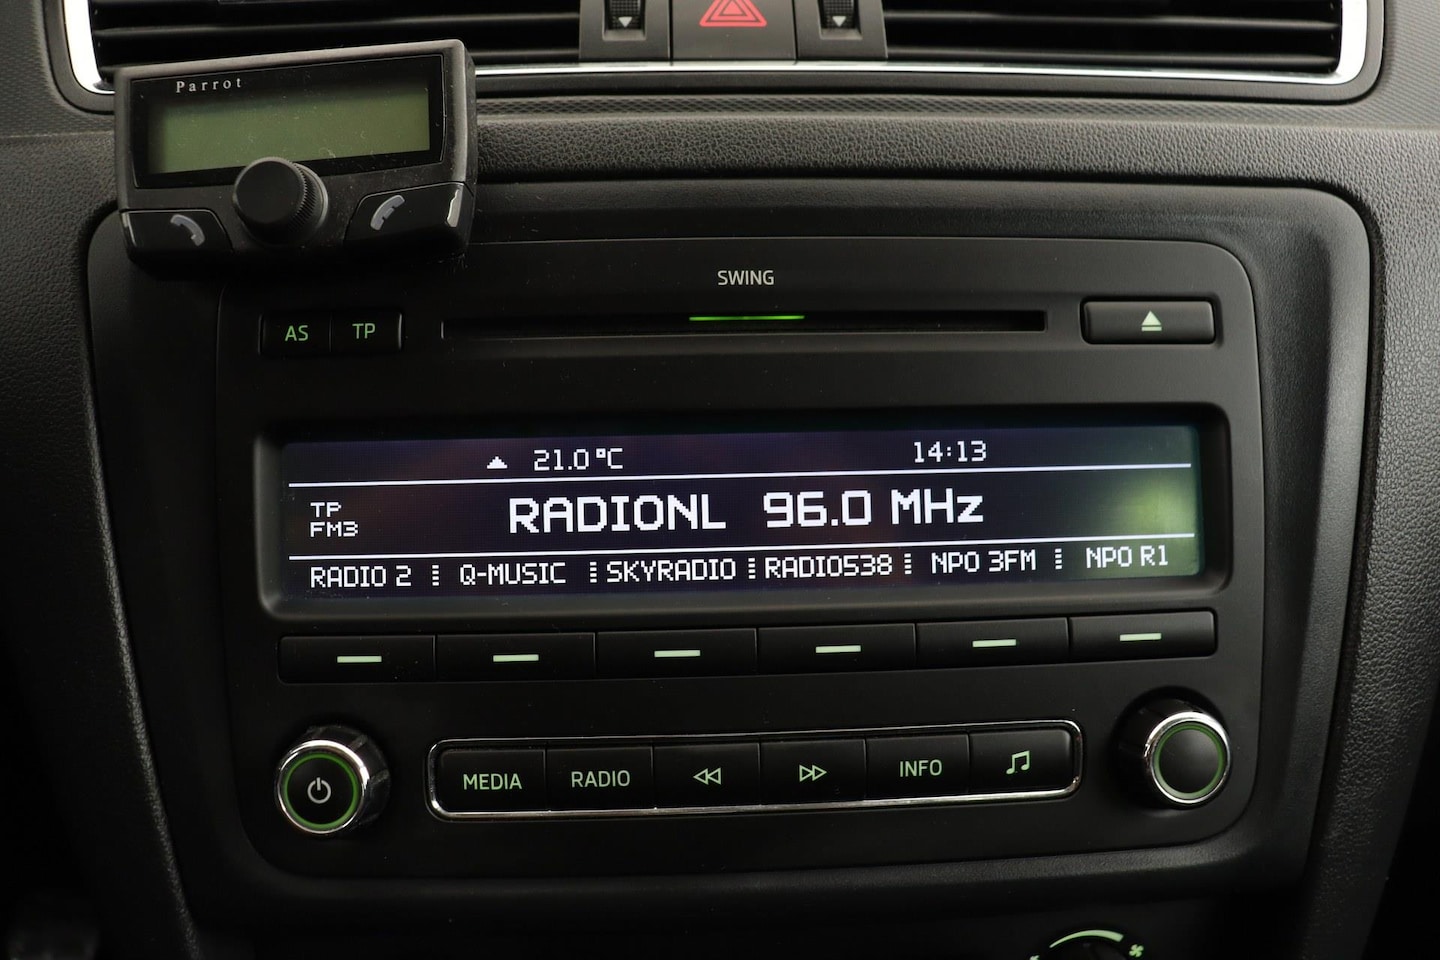 Parrot
SWING
AS TP
21.0°C 14:13
TP
FM3
RADIONL 96.0 MHz
RADIO 2 Q-MUSIC SKYRADIO RADIO538 NPO 3FM NPO R1
MEDIA RADIO INFO